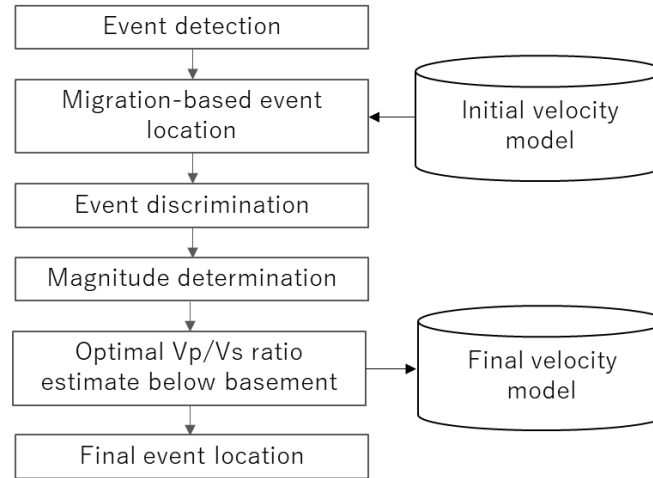 Event detection
Migration-based event
location
Initial velocity
model
Event discrimination
Magnitude determination
Optimal Vp/Vs ratio
estimate below basement
Final velocity
model
Final event location